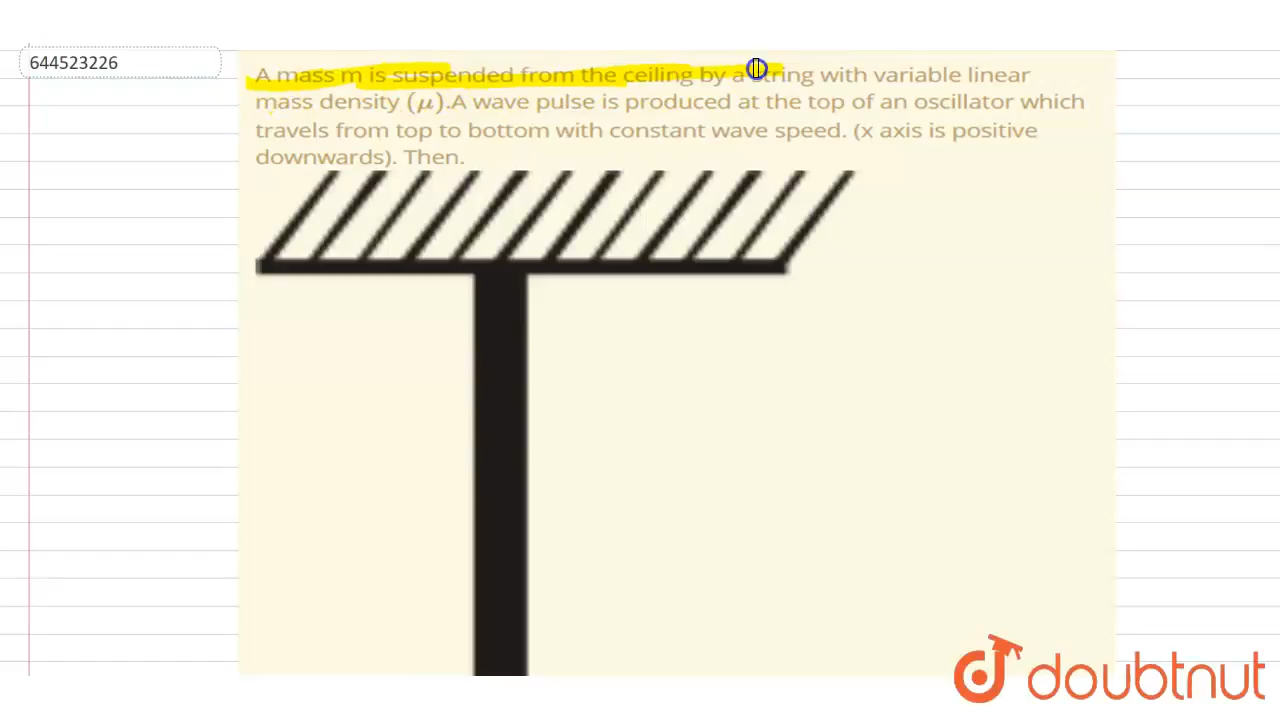 644523226
A mass m is suspended from the ceiling by a string with variable linear
mass density (μ).A wave pulse is produced at the top of an oscillator which
travels from top to bottom with constant wave speed. (x axis is positive
downwards). Then.
doubtnut